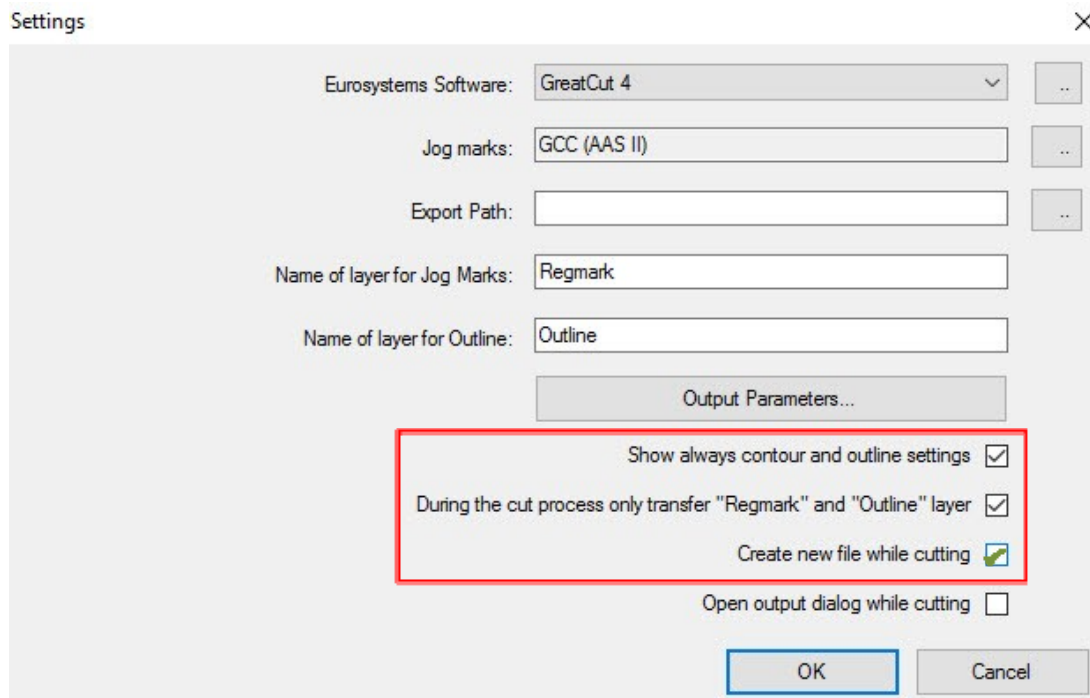 Settings
Eurosystems Software: GreatCut 4 ..
Jog marks: GCC (AAS II) ..
Export Path: ..
Name of layer for Jog Marks: Regmark
Name of layer for Outline: Outline
Output Parameters...
Show always contour and outline settings
During the cut process only transfer "Regmark" and "Outline" layer
Create new file while cutting
Open output dialog while cutting
OK Cancel